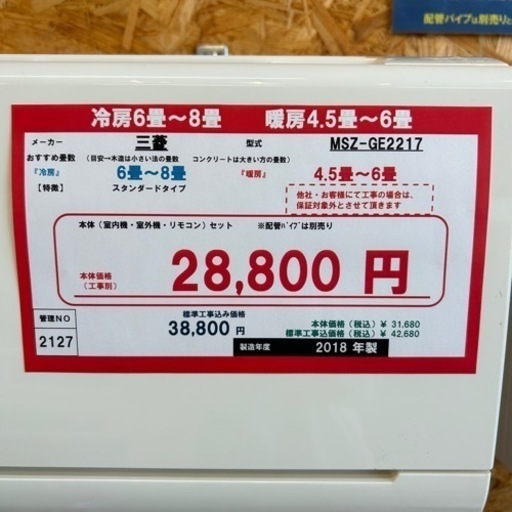 配管パイプは別売りと
冷房6畳～8畳 暖房4.5畳～6畳
メーカー 三菱 型式 MSZ-GE2217
おすすめ畳数 (目安→木造は小さい法の畳数 コンクリートは大きい方の畳数)
『冷房』 6畳～8畳 『暖房』 4.5畳～6畳
【特徴】 スタンダードタイプ
他社・お客様にて工事の場合は、
保証対象外とさせて頂きます
本体（室内機・室外機・リモコン）セット ※配管ﾊﾟｲﾌﾟは別売り
本体価格
（工事別）
28,800 円
管理NO
2127
標準工事込み価格
38,800 円
本体価格（税込）￥ 31,680
標準工事込価格（税込）￥ 42,680
製造年度 2018 年製